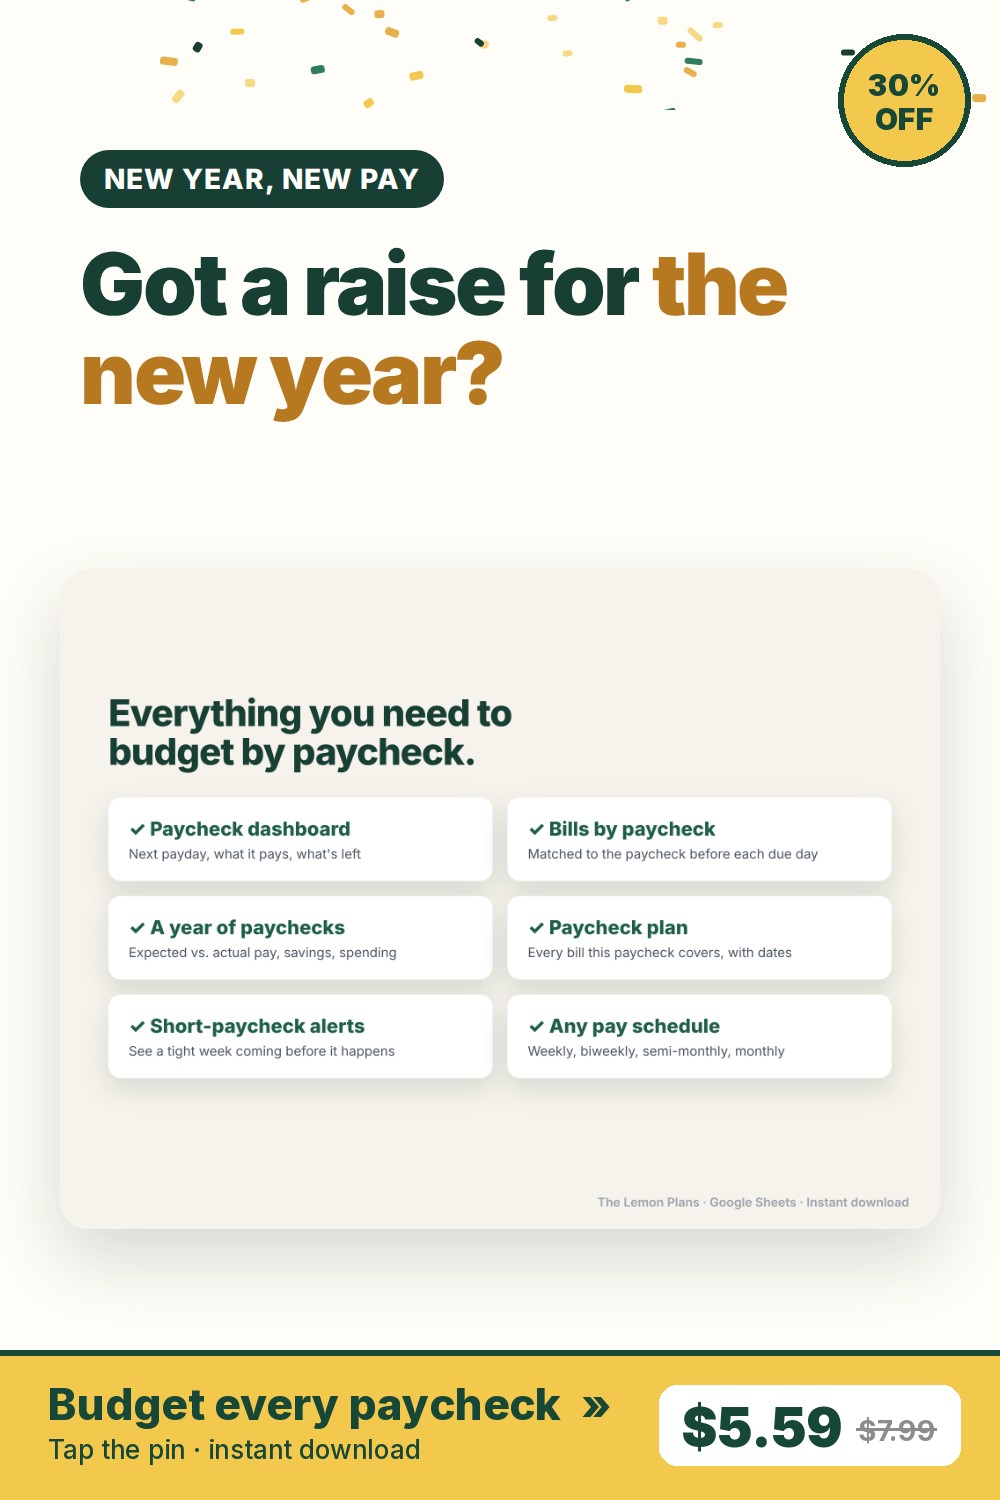 30%
OFF
NEW YEAR, NEW PAY
Got a raise for the
new year?
Everything you need to
budget by paycheck.
✓ Paycheck dashboard
Next payday, what it pays, what's left
✓ Bills by paycheck
Matched to the paycheck before each due day
✓ A year of paychecks
Expected vs. actual pay, savings, spending
✓ Paycheck plan
Every bill this paycheck covers, with dates
✓ Short-paycheck alerts
See a tight week coming before it happens
✓ Any pay schedule
Weekly, biweekly, semi-monthly, monthly
The Lemon Plans · Google Sheets · Instant download
Budget every paycheck »
Tap the pin · instant download
$5.59 $7.99